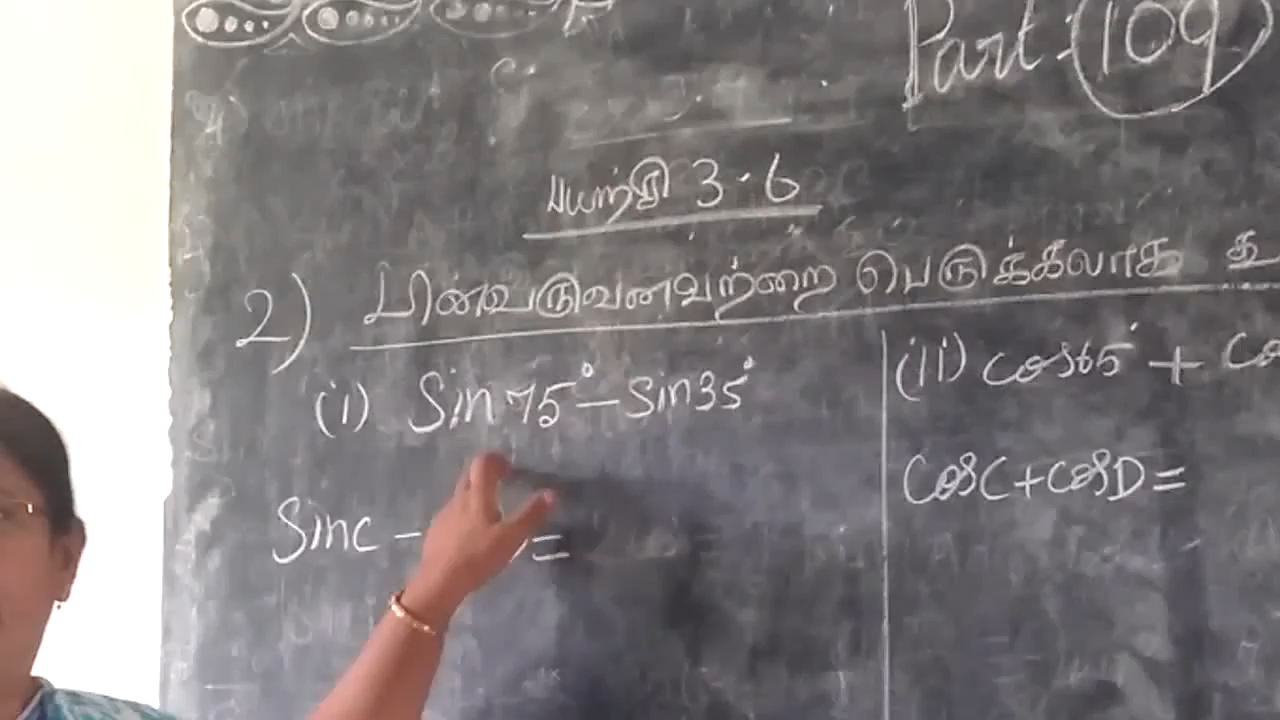 Part : 109
பயிற்சி 3.6
2) பின்வருவனவற்றை பெருக்கலாக
(i) Sin 75° - Sin 35°
(ii) cos 65° +
Sin C -
=
Cos C + Cos D =